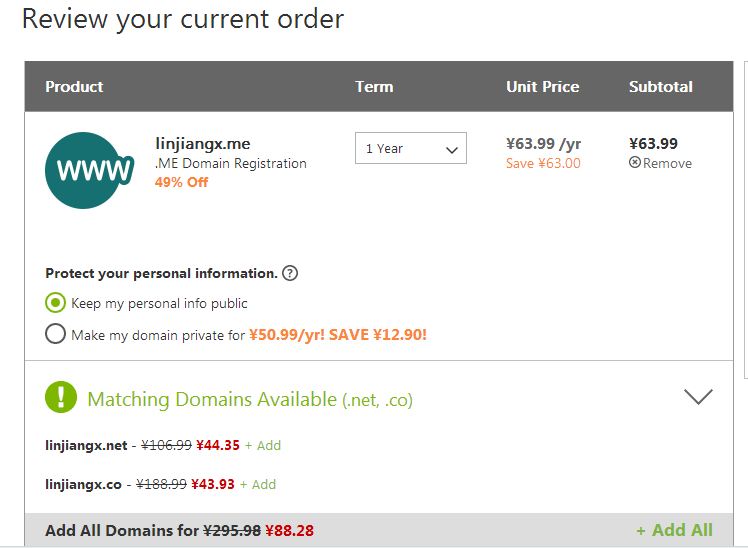 Review your current order
Product Term Unit Price Subtotal
linjiangx.me 1 Year ¥63.99 /yr ¥63.99
WWW .ME Domain Registration Save ¥63.00 Remove
49% Off
Protect your personal information. ?
Keep my personal info public
Make my domain private for ¥50.99/yr! SAVE ¥12.90!
! Matching Domains Available (.net, .co)
linjiangx.net - ¥106.99 ¥44.35 + Add
linjiangx.co - ¥188.99 ¥43.93 + Add
Add All Domains for ¥295.98 ¥88.28 + Add All